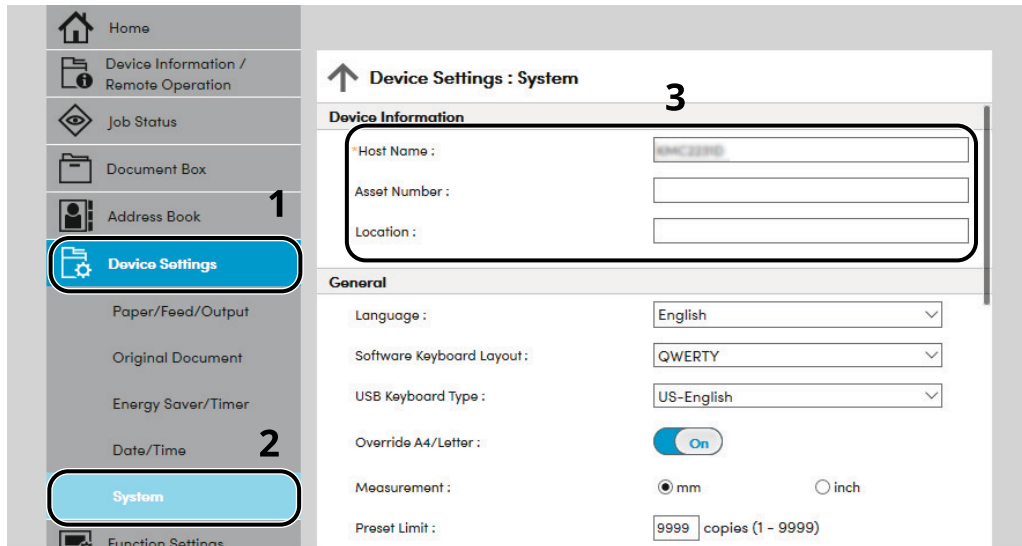 Home
Device Information /
Remote Operation
Job Status
Document Box
Address Book
1
Device Settings
Paper/Feed/Output
Original Document
Energy Saver/Timer
Date/Time
2
System
Function Settings
Device Settings : System
3
Device Information
*Host Name :
Asset Number :
Location :
General
Language : English
Software Keyboard Layout : QWERTY
USB Keyboard Type : US-English
Override A4/Letter : On
Measurement : mm inch
Preset Limit : 9999 copies (1 - 9999)